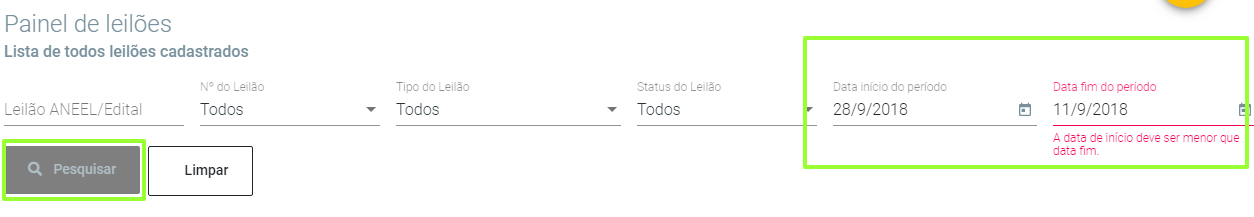 Painel de leilões
Lista de todos leilões cadastrados
Leilão ANEEL/Edital
Nº do Leilão
Todos
Tipo do Leilão
Todos
Status do Leilão
Todos
Data início do período
28/9/2018
Data fim do período
11/9/2018
A data de início deve ser menor que
data fim.
Pesquisar
Limpar